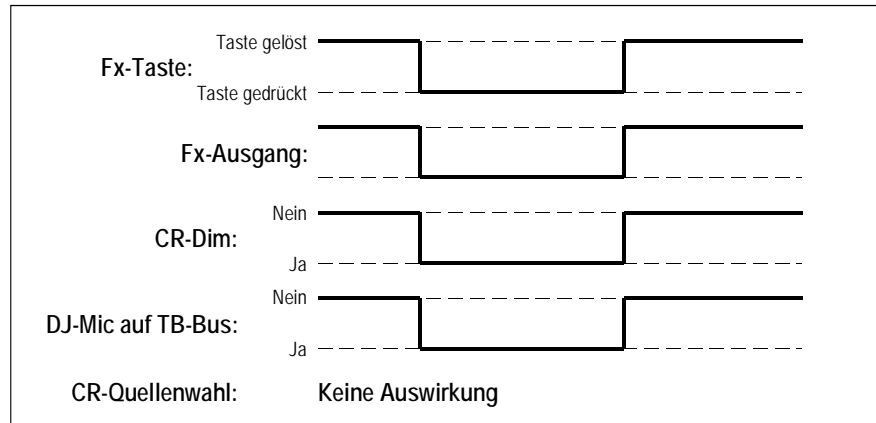 Taste gelöst
Fx-Taste:
Taste gedrückt
Fx-Ausgang:
Nein
CR-Dim:
Ja
Nein
DJ-Mic auf TB-Bus:
Ja
CR-Quellenwahl: Keine Auswirkung